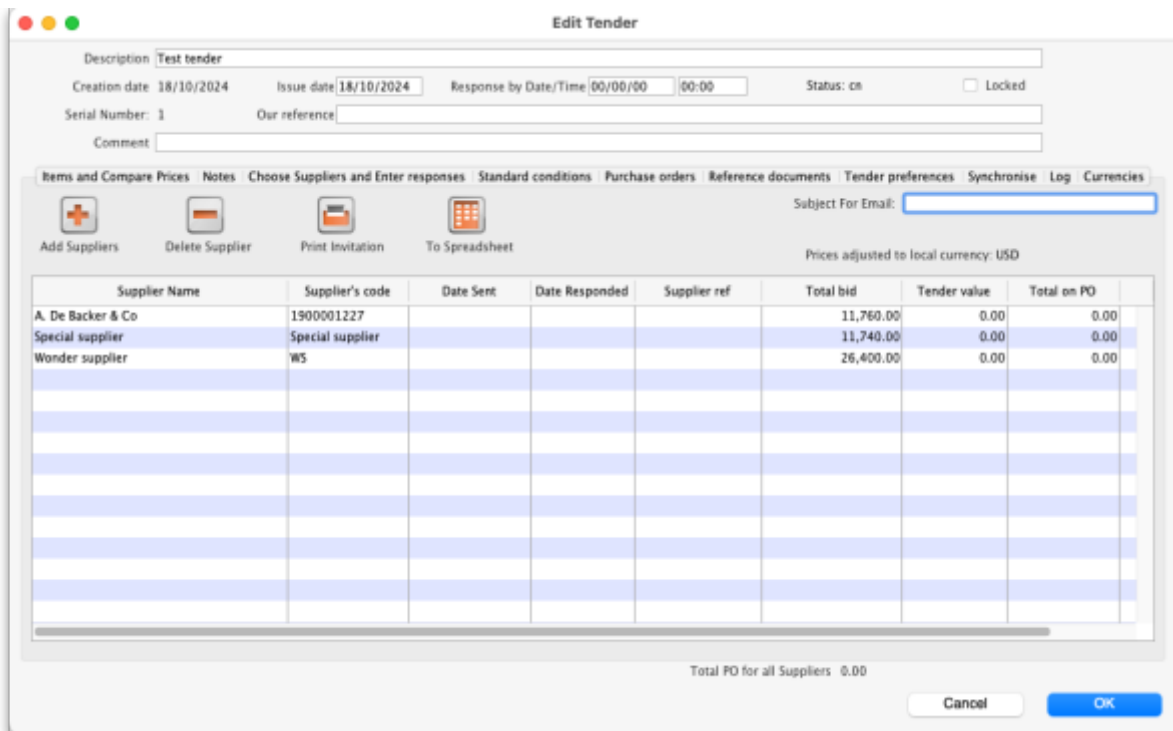 Edit Tender
Description Test tender
Creation date 18/10/2024 Issue date 18/10/2024 Response by Date/Time 00/00/00 00:00 Status: cn Locked
Serial Number: 1 Our reference
Comment
Items and Compare Prices Notes Choose Suppliers and Enter responses Standard conditions Purchase orders Reference documents Tender preferences Synchronise Log Currencies
Subject For Email:
Add Suppliers Delete Supplier Print Invitation To Spreadsheet
Prices adjusted to local currency: USD
Supplier Name Supplier's code Date Sent Date Responded Supplier ref Total bid Tender value Total on PO
A. De Backer & Co 1900001227 11,760.00 0.00 0.00
Special supplier Special supplier 11,740.00 0.00 0.00
Wonder supplier WS 26,400.00 0.00 0.00
Total PO for all Suppliers 0.00
Cancel OK